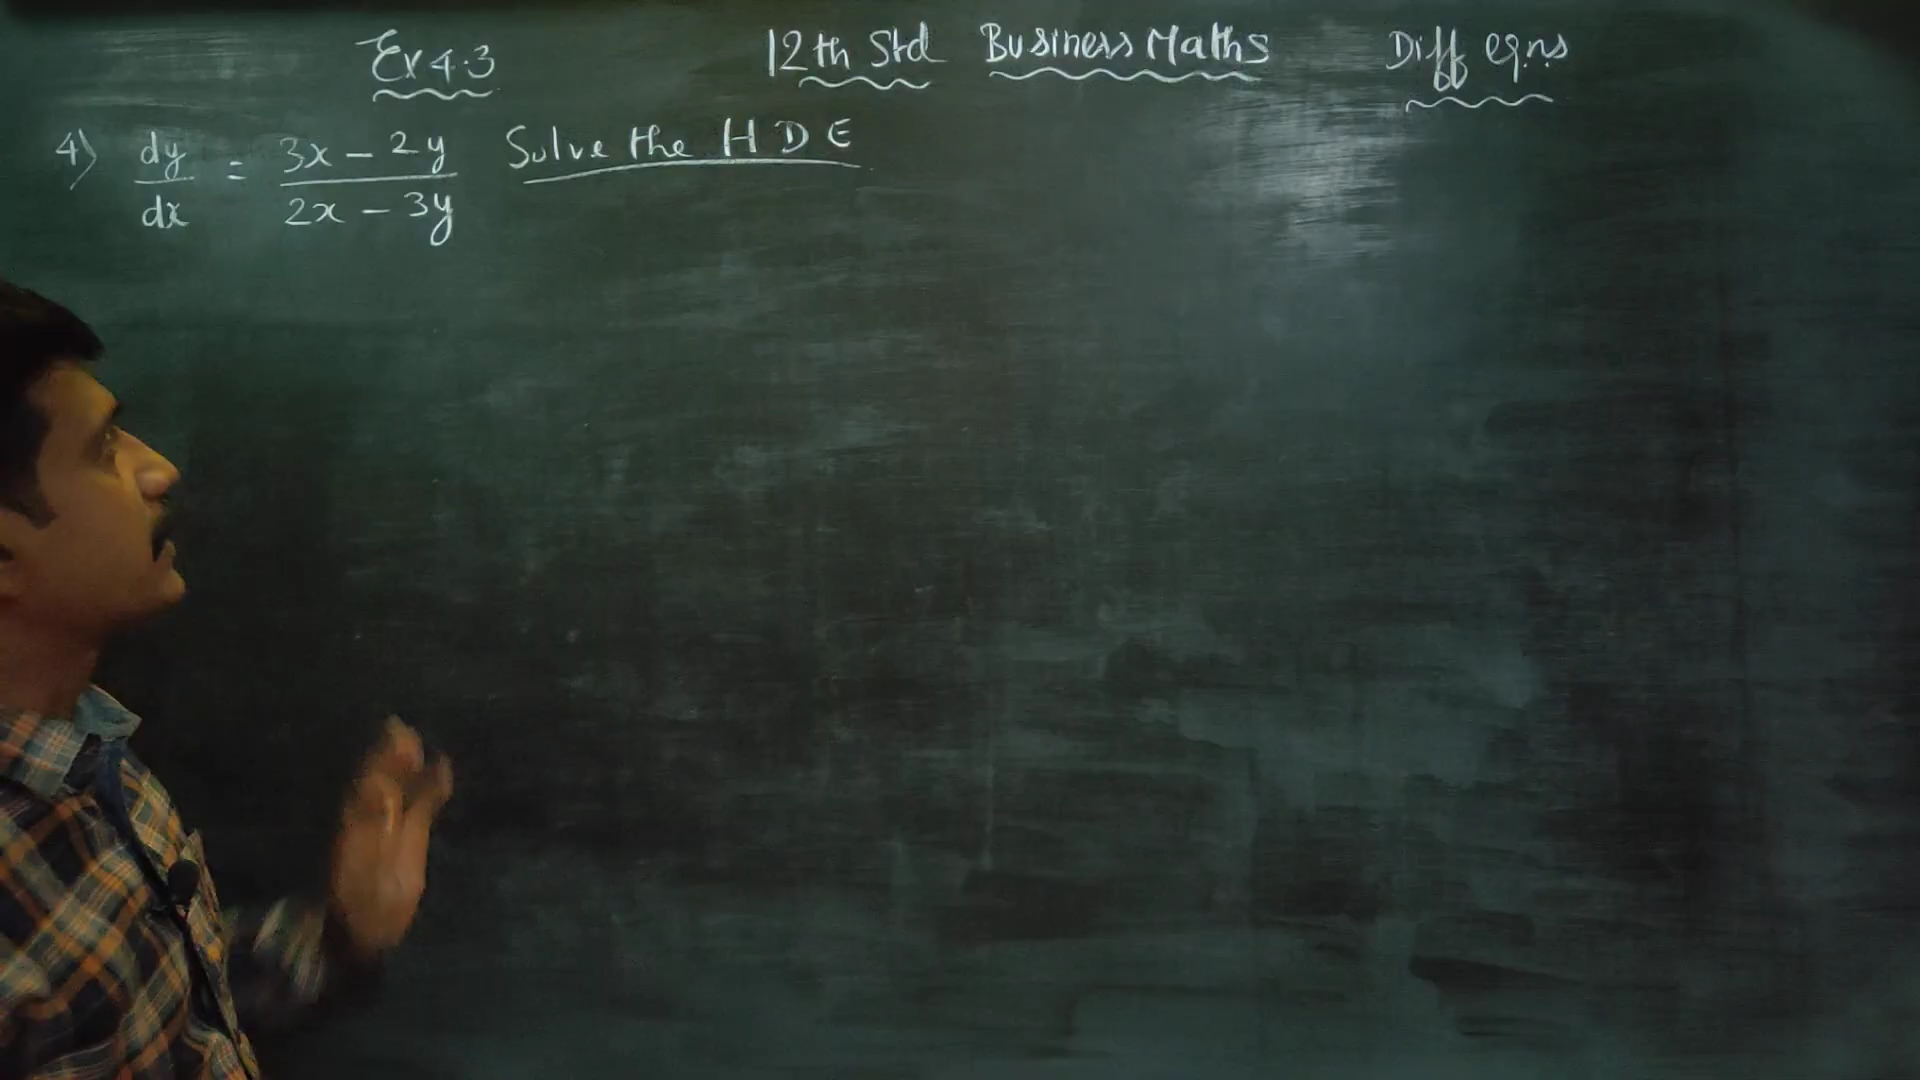 Ex 4.3 12th Std Business Maths Diff eqns
4) dy/dx = 3x - 2y / 2x - 3y Solve the H D E